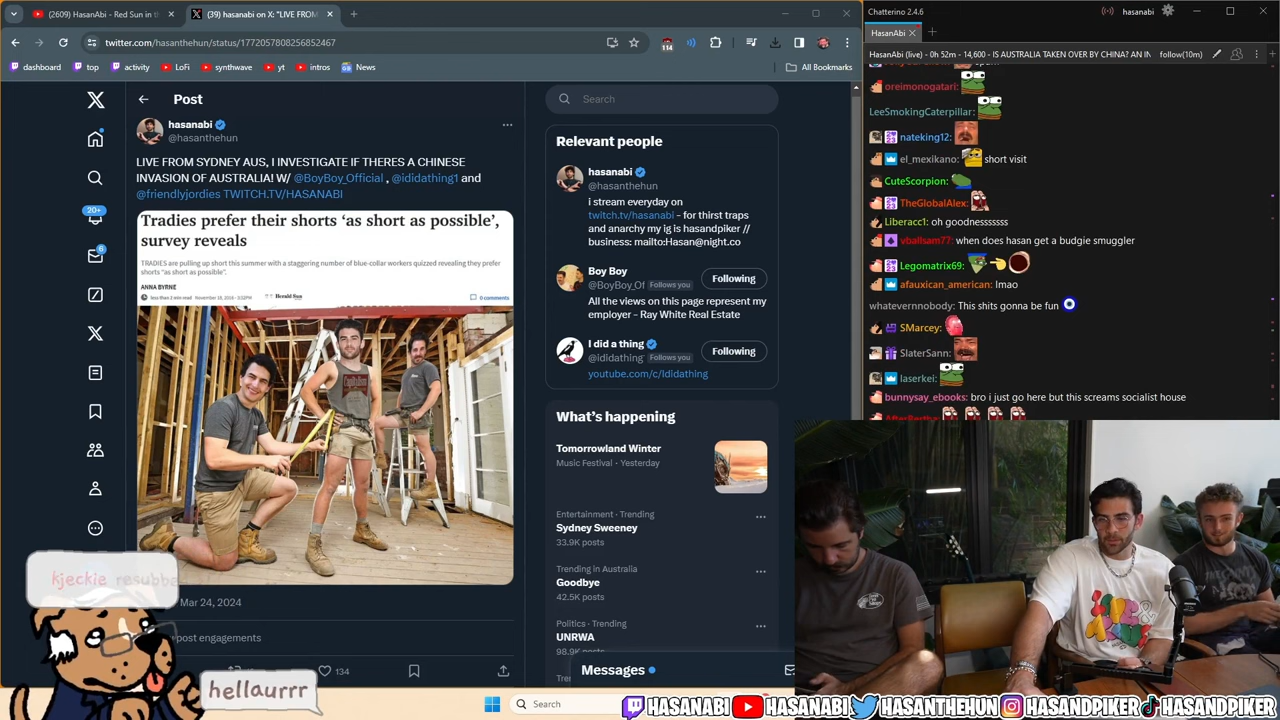 (2609) HasanAbi - Red Sun in the
(39) hasanabi on X: "LIVE FROM
twitter.com/hasanthehun/status/1772057808256852467
114
dashboard
top
activity
LoFi
synthwave
yt
intros
News
All Bookmarks
Post
hasanabi
@hasanthehun
LIVE FROM SYDNEY AUS, I INVESTIGATE IF THERES A CHINESE
INVASION OF AUSTRALIA! W/ @BoyBoy_Official , @ididathing1 and
@friendlyjordies TWITCH.TV/HASANABI
Tradies prefer their shorts ‘as short as possible’,
survey reveals
TRADIES are pulling up short this summer with a staggering number of blue-collar workers quizzed revealing they prefer
shorts "as short as possible".
ANNA BYRNE
less than 2 min read
Herald Sun
0 comments
20+
6
Mar 24, 2024
post engagements
134
kjeckie resubba
hellaurrr
Search
Relevant people
hasanabi
@hasanthehun
i stream everyday on
twitch.tv/hasanabi - for thirst traps
and anarchy my ig is hasandpiker //
business: mailto:Hasan@night.co
Boy Boy
@BoyBoy_Of Follows you
Following
All the views on this page represent my
employer - Ray White Real Estate
I did a thing
@ididathing Follows you
Following
youtube.com/c/Ididathing
What’s happening
Tomorrowland Winter
Music Festival · Yesterday
Entertainment · Trending
Sydney Sweeney
33.9K posts
Trending in Australia
Goodbye
42.5K posts
Politics · Trending
UNRWA
98.9K posts
Messages
Search
Chatterino 2.4.6
hasanabi
HasanAbi
HasanAbi (live) - 0h 52m - 14,600 - IS AUSTRALIA TAKEN OVER BY CHINA? AN IN
follow(10m)
oreimonogatari:
LeeSmokingCaterpillar:
nateking12:
el_mexikano: short visit
CuteScorpion:
TheGlobalAlex:
Liberacc1: oh goodnesssssss
vballsam77: when does hasan get a budgie smuggler
Legomatrix69:
afauxican_american: lmao
whatevernnobody: This shits gonna be fun
SMarcey:
SlaterSann:
laserkei:
bunnysay_ebooks: bro i just go here but this screams socialist house
HASANABI
HASANABI
HASANTHEHUN
HASANDPIKER
HASANDPIKER